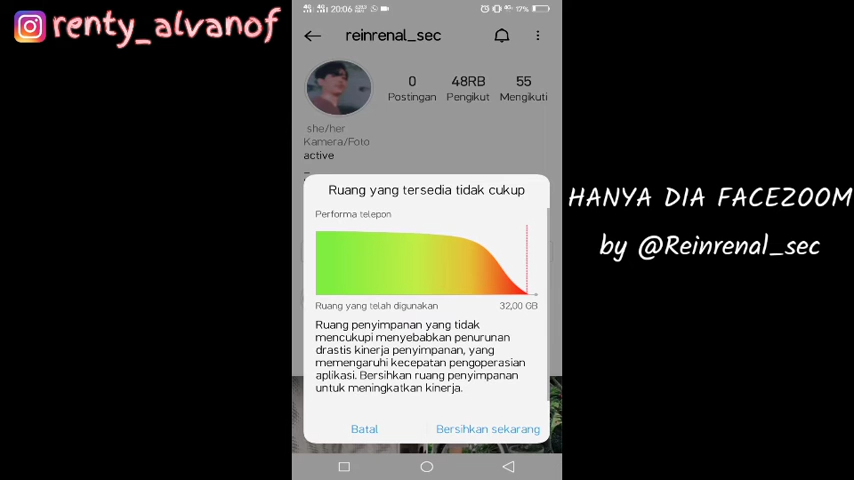 renty_alvanof
20:06
17%
reinrenal_sec
0
48RB
55
Postingan
Pengikut
Mengikuti
she/her
Kamera/Foto
active
Ruang yang tersedia tidak cukup
Performa telepon
Ruang yang telah digunakan
32,00 GB
Ruang penyimpanan yang tidak
mencukupi menyebabkan penurunan
drastis kinerja penyimpanan, yang
memengaruhi kecepatan pengoperasian
aplikasi. Bersihkan ruang penyimpanan
untuk meningkatkan kinerja.
Batal
Bersihkan sekarang
HANYA DIA FACEZOOM
by @Reinrenal_sec